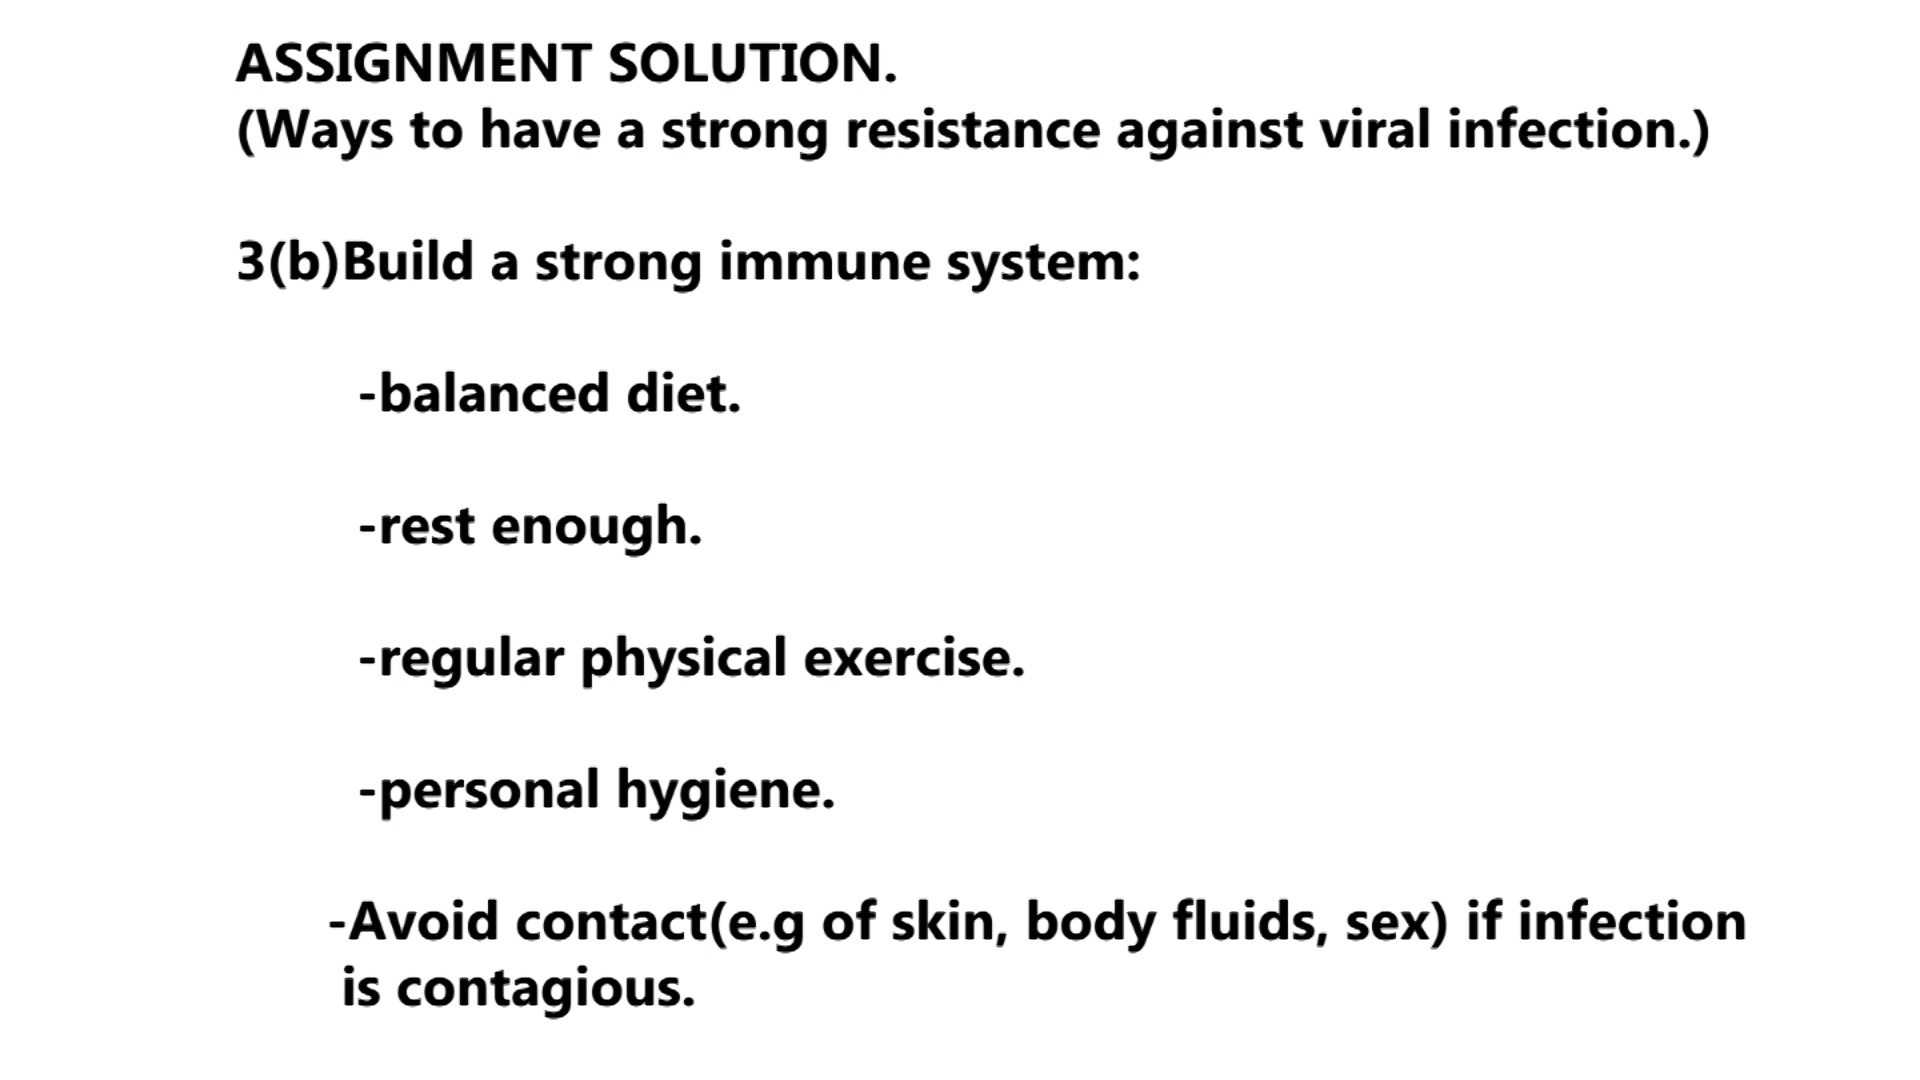 ASSIGNMENT SOLUTION.
(Ways to have a strong resistance against viral infection.)
3(b)Build a strong immune system:
-balanced diet.
-rest enough.
-regular physical exercise.
-personal hygiene.
-Avoid contact(e.g of skin, body fluids, sex) if infection
is contagious.